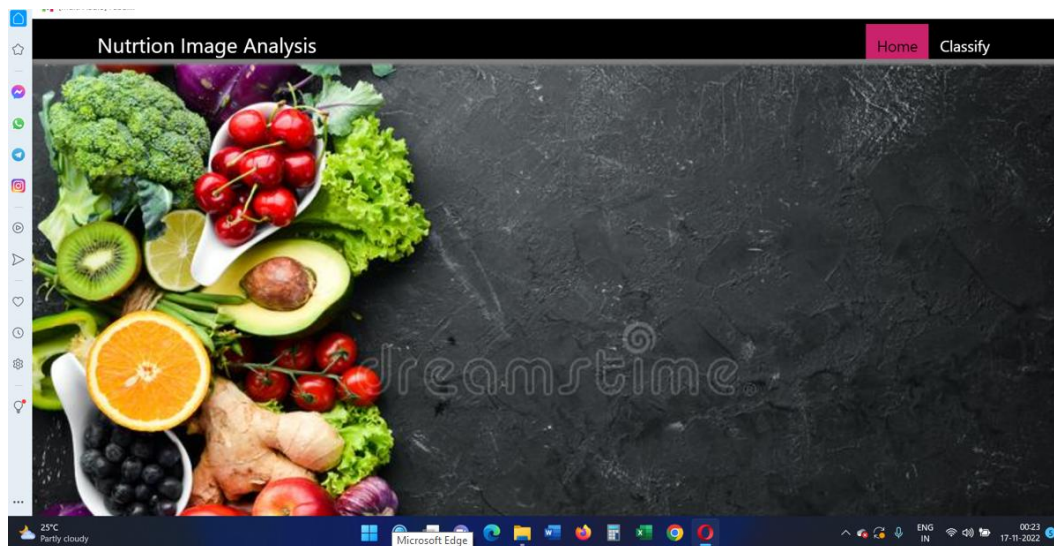 Nutrtion Image Analysis
Home
Classify
dreamstime
25°C
Partly cloudy
Microsoft Edge
ENG
IN
00:23
17-11-2022